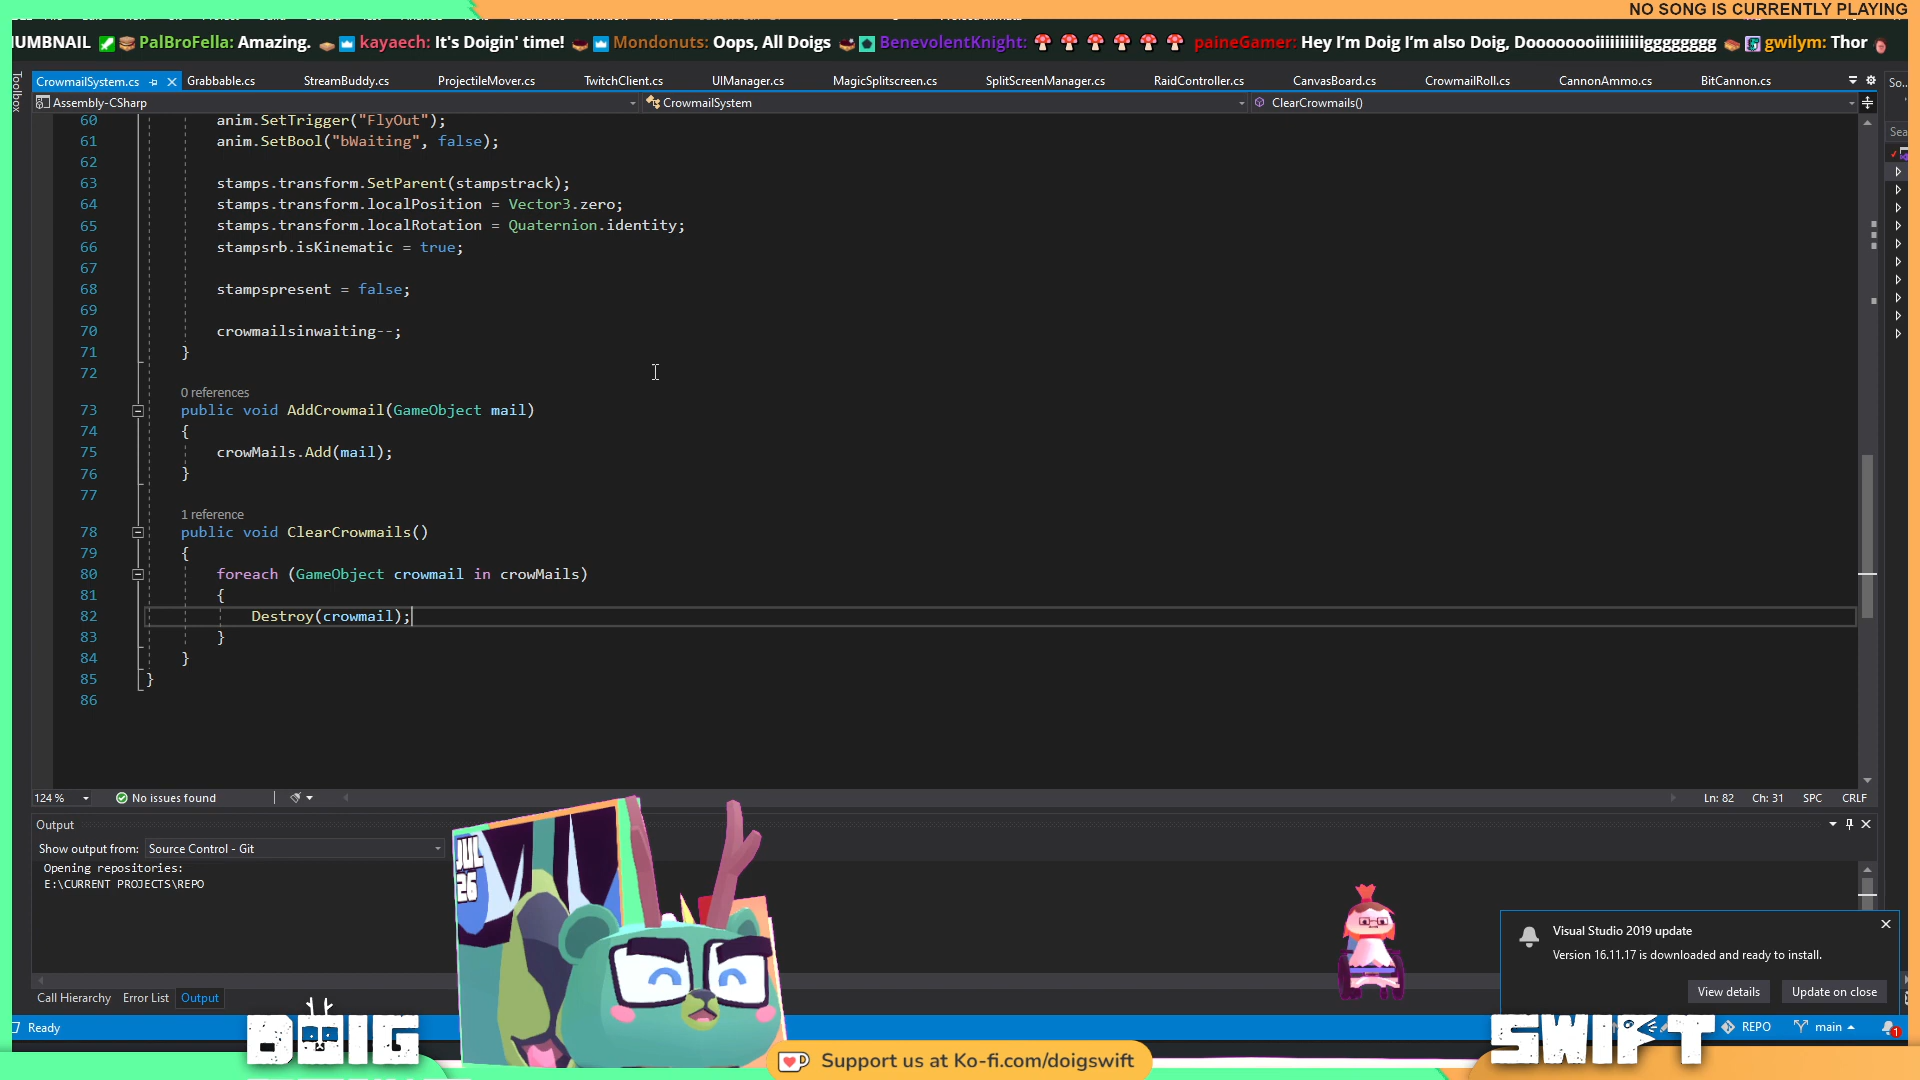 NO SONG IS CURRENTLY PLAYING
UMBNAIL PalBroFella: Amazing. kayaech: It's Doigin' time! Mondonuts: Oops, All Doigs BenevolentKnight: paineGamer: Hey I'm Doig I'm also Doig, Doooooooiiiiiiiiigggggggg gwilym: Thor
Toolbox
CrowmailSystem.cs Grabbable.cs StreamBuddy.cs ProjectileMover.cs TwitchClient.cs UIManager.cs MagicSplitscreen.cs SplitScreenManager.cs RaidController.cs CanvasBoard.cs CrowmailRoll.cs CannonAmmo.cs BitCannon.cs So...
Assembly-CSharp CrowmailSystem ClearCrowmails()
Sea
60 anim.SetTrigger("FlyOut");
61 anim.SetBool("bWaiting", false);
62
63 stamps.transform.SetParent(stampstrack);
64 stamps.transform.localPosition = Vector3.zero;
65 stamps.transform.localRotation = Quaternion.identity;
66 stampsrb.isKinematic = true;
67
68 stampspresent = false;
69
70 crowmailsinwaiting--;
71 }
72
0 references
73 public void AddCrowmail(GameObject mail)
74 {
75 crowMails.Add(mail);
76 }
77
1 reference
78 public void ClearCrowmails()
79 {
80 foreach (GameObject crowmail in crowMails)
81 {
82 Destroy(crowmail);
83 }
84 }
85 }
86
124 % No issues found Ln: 82 Ch: 31 SPC CRLF
Output
Show output from: Source Control - Git
Opening repositories:
E:\CURRENT PROJECTS\REPO
JUL
26
Visual Studio 2019 update
Version 16.11.17 is downloaded and ready to install.
View details Update on close
Call Hierarchy Error List Output
Ready REPO main 1
DOIG SWIFT
Support us at Ko-fi.com/doigswift